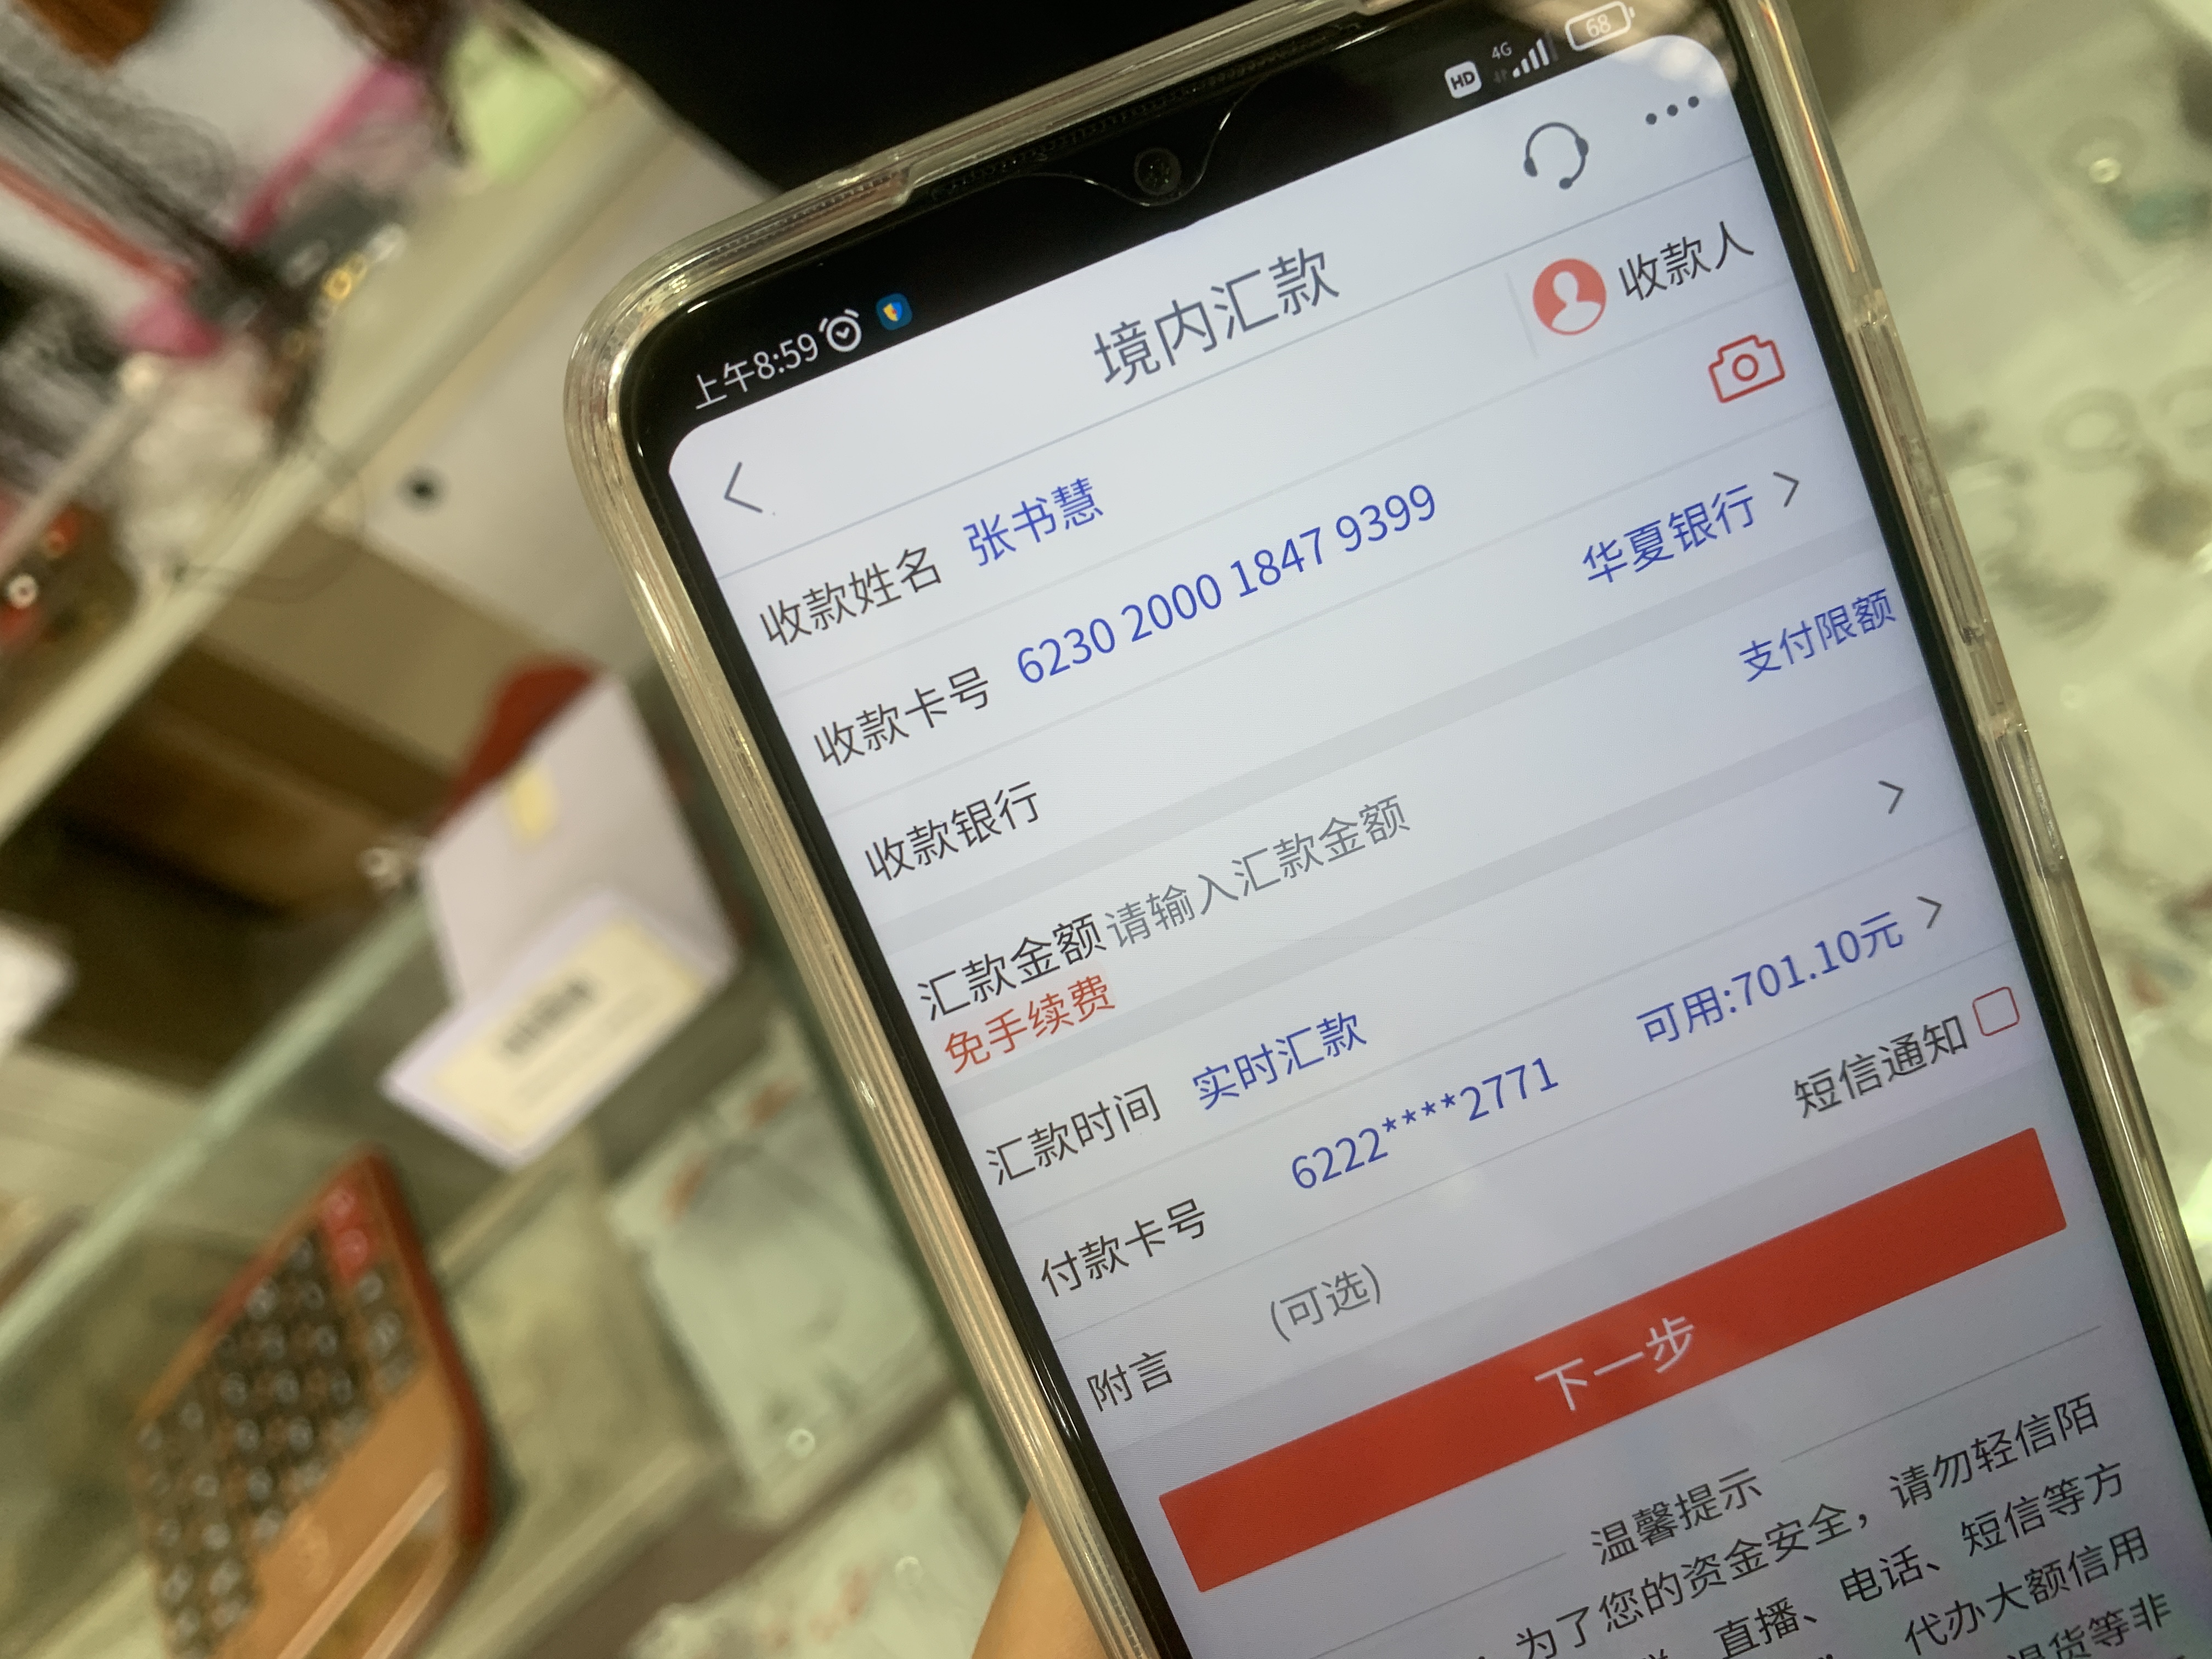 上午8:59
HD 4G 68
境内汇款
收款姓名 张书慧 收款人
收款卡号 6230 2000 1847 9399
收款银行 华夏银行
汇款金额 请输入汇款金额 支付限额
免手续费
汇款时间 实时汇款
付款卡号 6222****2771 可用:701.10元
附言 (可选) 短信通知
下一步
温馨提示
为了您的资金安全，请勿轻信陌
直播、电话、短信等方
代办大额信用
退货等非